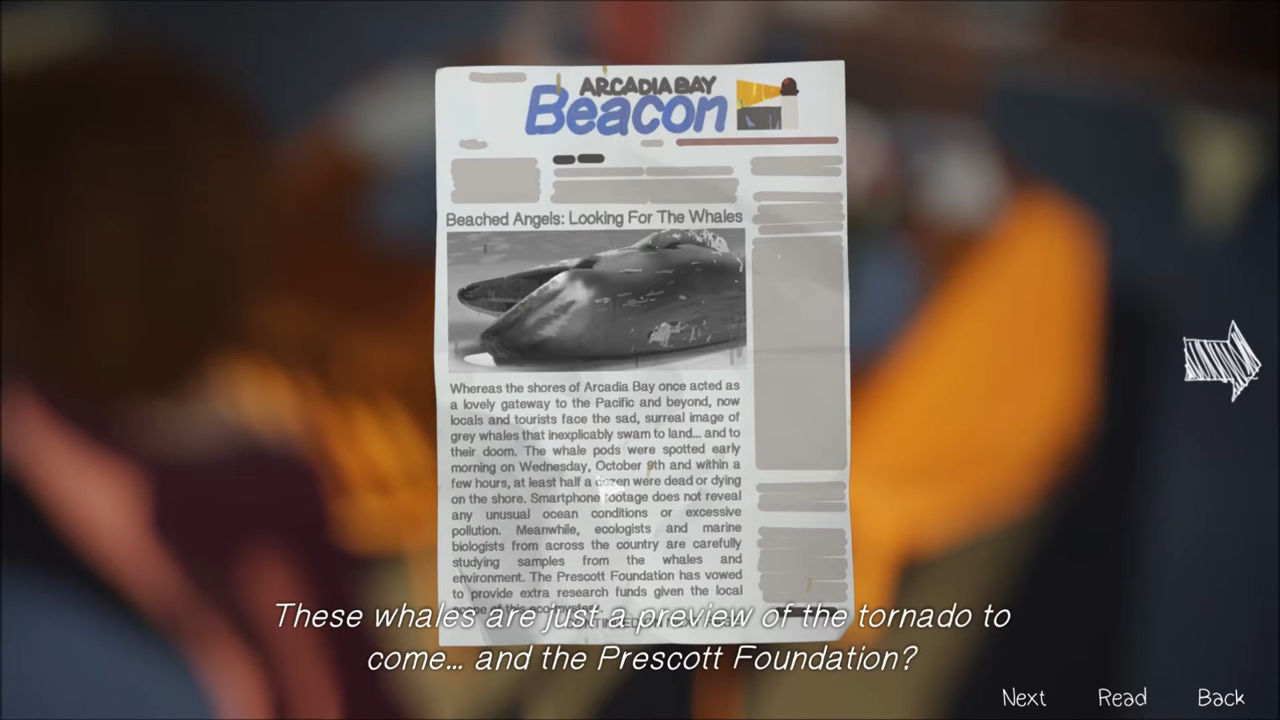 ARCADIA BAY
Beacon
Beached Angels: Looking For The Whales
Whereas the shores of Arcadia Bay once acted as
a lovely gateway to the Pacific and beyond, now
locals and tourists face the sad, surreal image of
grey whales that inexplicably swam to land... and to
their doom. The whale pods were spotted early
morning on Wednesday, October 9th and within a
few hours, at least half a dozen were dead or dying
on the shore. Smartphone footage does not reveal
any unusual ocean conditions or excessive
pollution. Meanwhile, ecologists and marine
biologists from across the country are carefully
studying samples from the whales and
environment. The Prescott Foundation has vowed
to provide extra research funds given the local
of this
These whales are just a preview of the tornado to
come... and the Prescott Foundation?
Next Read Back